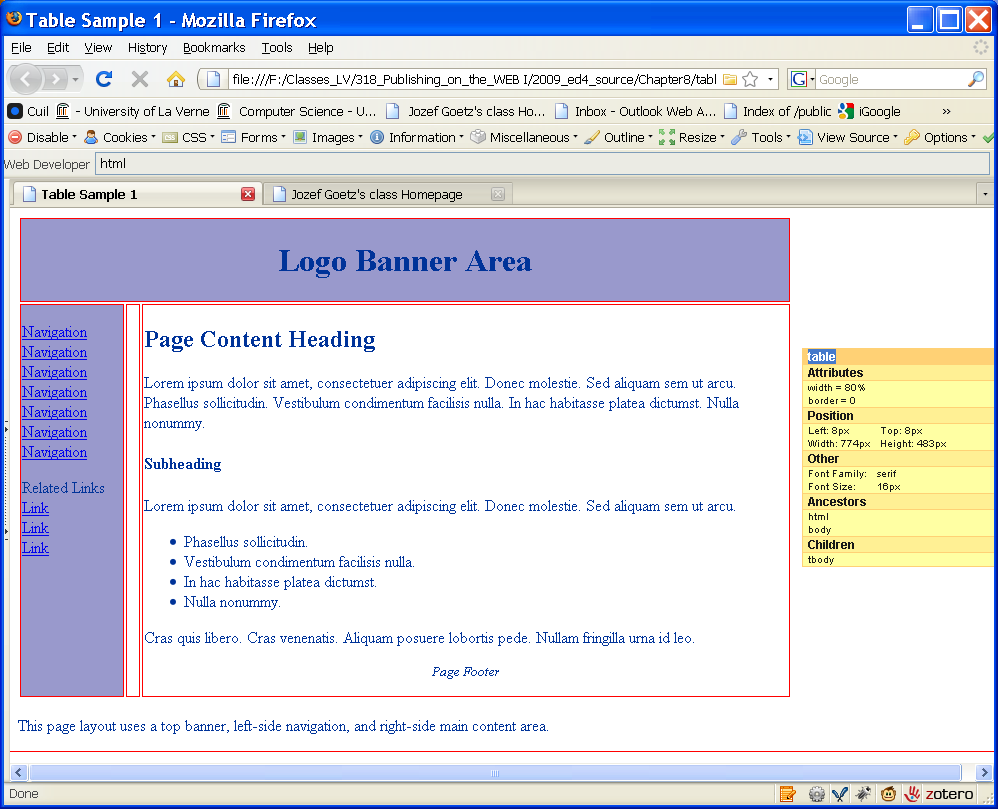 Table Sample 1 - Mozilla Firefox
File Edit View History Bookmarks Tools Help
file:///F:/Classes_LV/318_Publishing_on_the_WEB I/2009_ed4_source/Chapter8/tabl G Google
Cuil - University of La Verne Computer Science - U... Jozef Goetz's class Ho... Inbox - Outlook Web A... Index of /public iGoogle »
Disable Cookies CSS Forms Images Information Miscellaneous Outline Resize Tools View Source Options
Web Developer html
Table Sample 1 Jozef Goetz's class Homepage
Logo Banner Area
Navigation
Navigation
Navigation
Navigation
Navigation
Navigation
Navigation
Related Links
Link
Link
Link
Page Content Heading
Lorem ipsum dolor sit amet, consectetuer adipiscing elit. Donec molestie. Sed aliquam sem ut arcu.
Phasellus sollicitudin. Vestibulum condimentum facilisis nulla. In hac habitasse platea dictumst. Nulla
nonummy.
Subheading
Lorem ipsum dolor sit amet, consectetuer adipiscing elit. Donec molestie. Sed aliquam sem ut arcu.
Phasellus sollicitudin.
Vestibulum condimentum facilisis nulla.
In hac habitasse platea dictumst.
Nulla nonummy.
Cras quis libero. Cras venenatis. Aliquam posuere lobortis pede. Nullam fringilla urna id leo.
Page Footer
table
Attributes
width = 80%
border = 0
Position
Left: 8px Top: 8px
Width: 774px Height: 483px
Other
Font Family: serif
Font Size: 16px
Ancestors
html
body
Children
tbody
This page layout uses a top banner, left-side navigation, and right-side main content area.
Done zotero